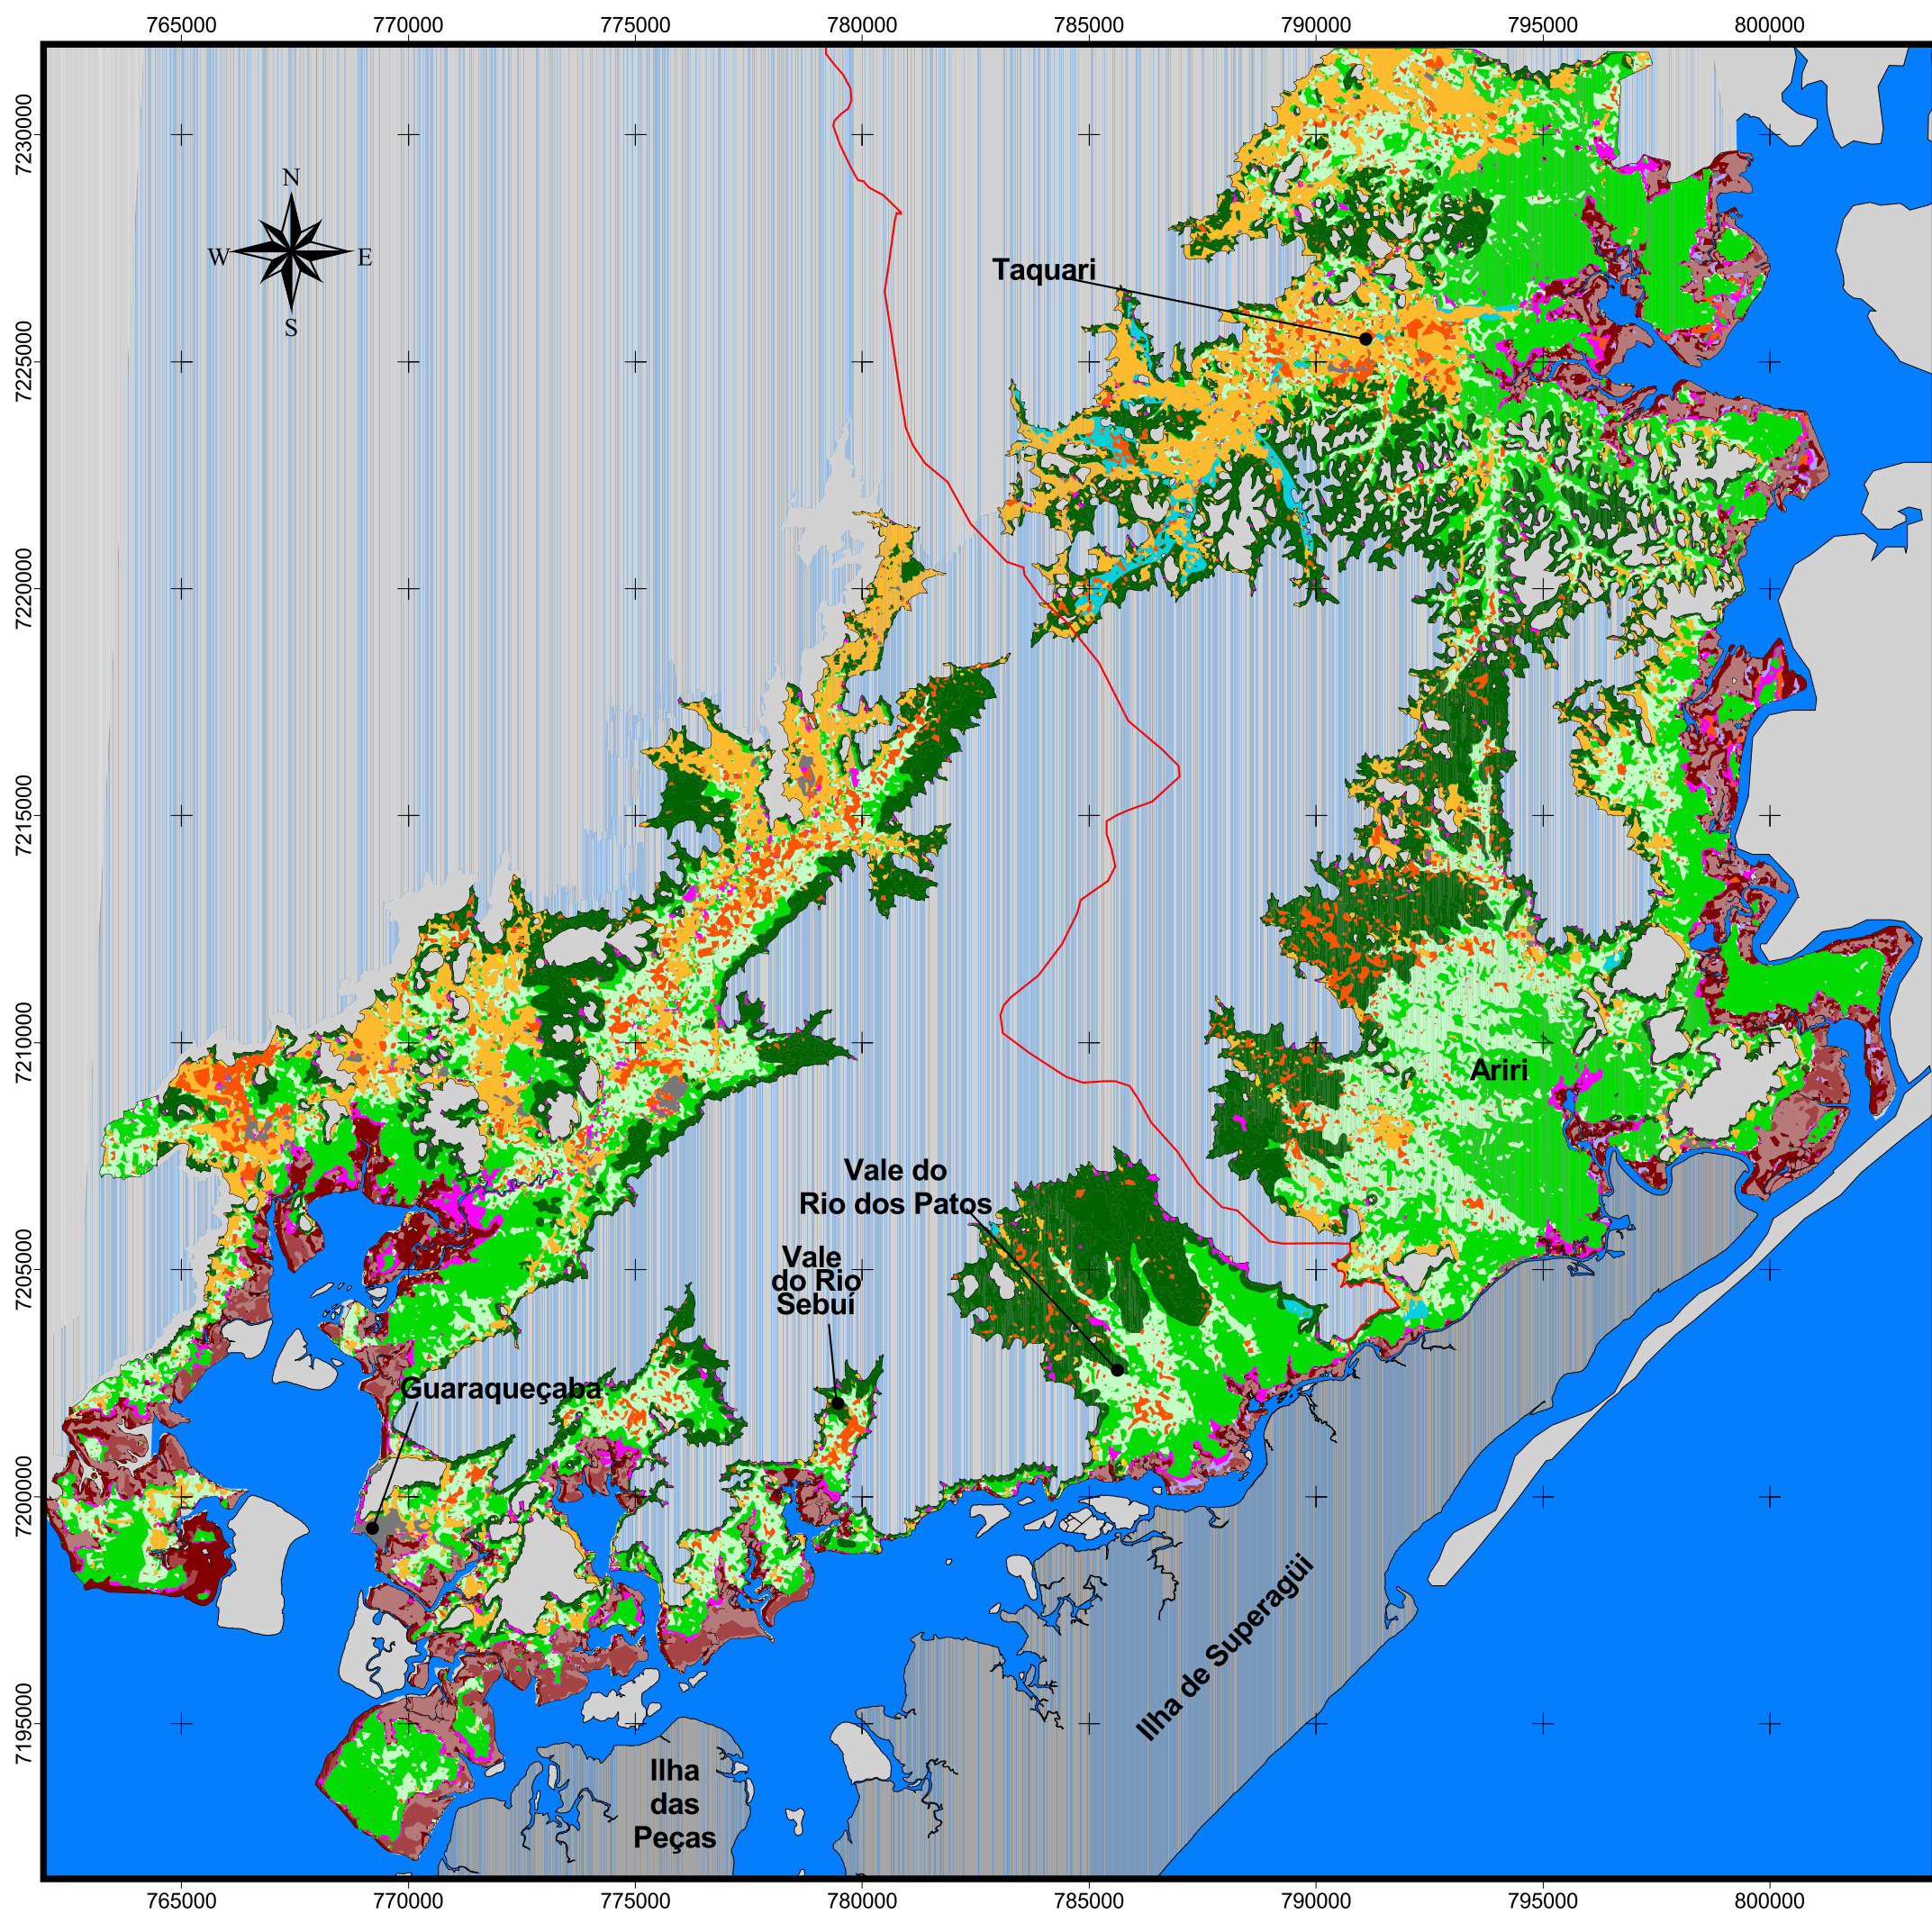 765000 770000 775000 780000 785000 790000 795000 800000
7230000
7225000
7220000
7215000
7210000
7205000
7200000
7195000
N
W E
S
Taquari
Ariri
Vale do
Rio dos Patos
Vale
do Rio
Sebuí
Guaraqueçaba
Ilha de Superagüi
Ilha
das
Peças
765000 770000 775000 780000 785000 790000 795000 800000